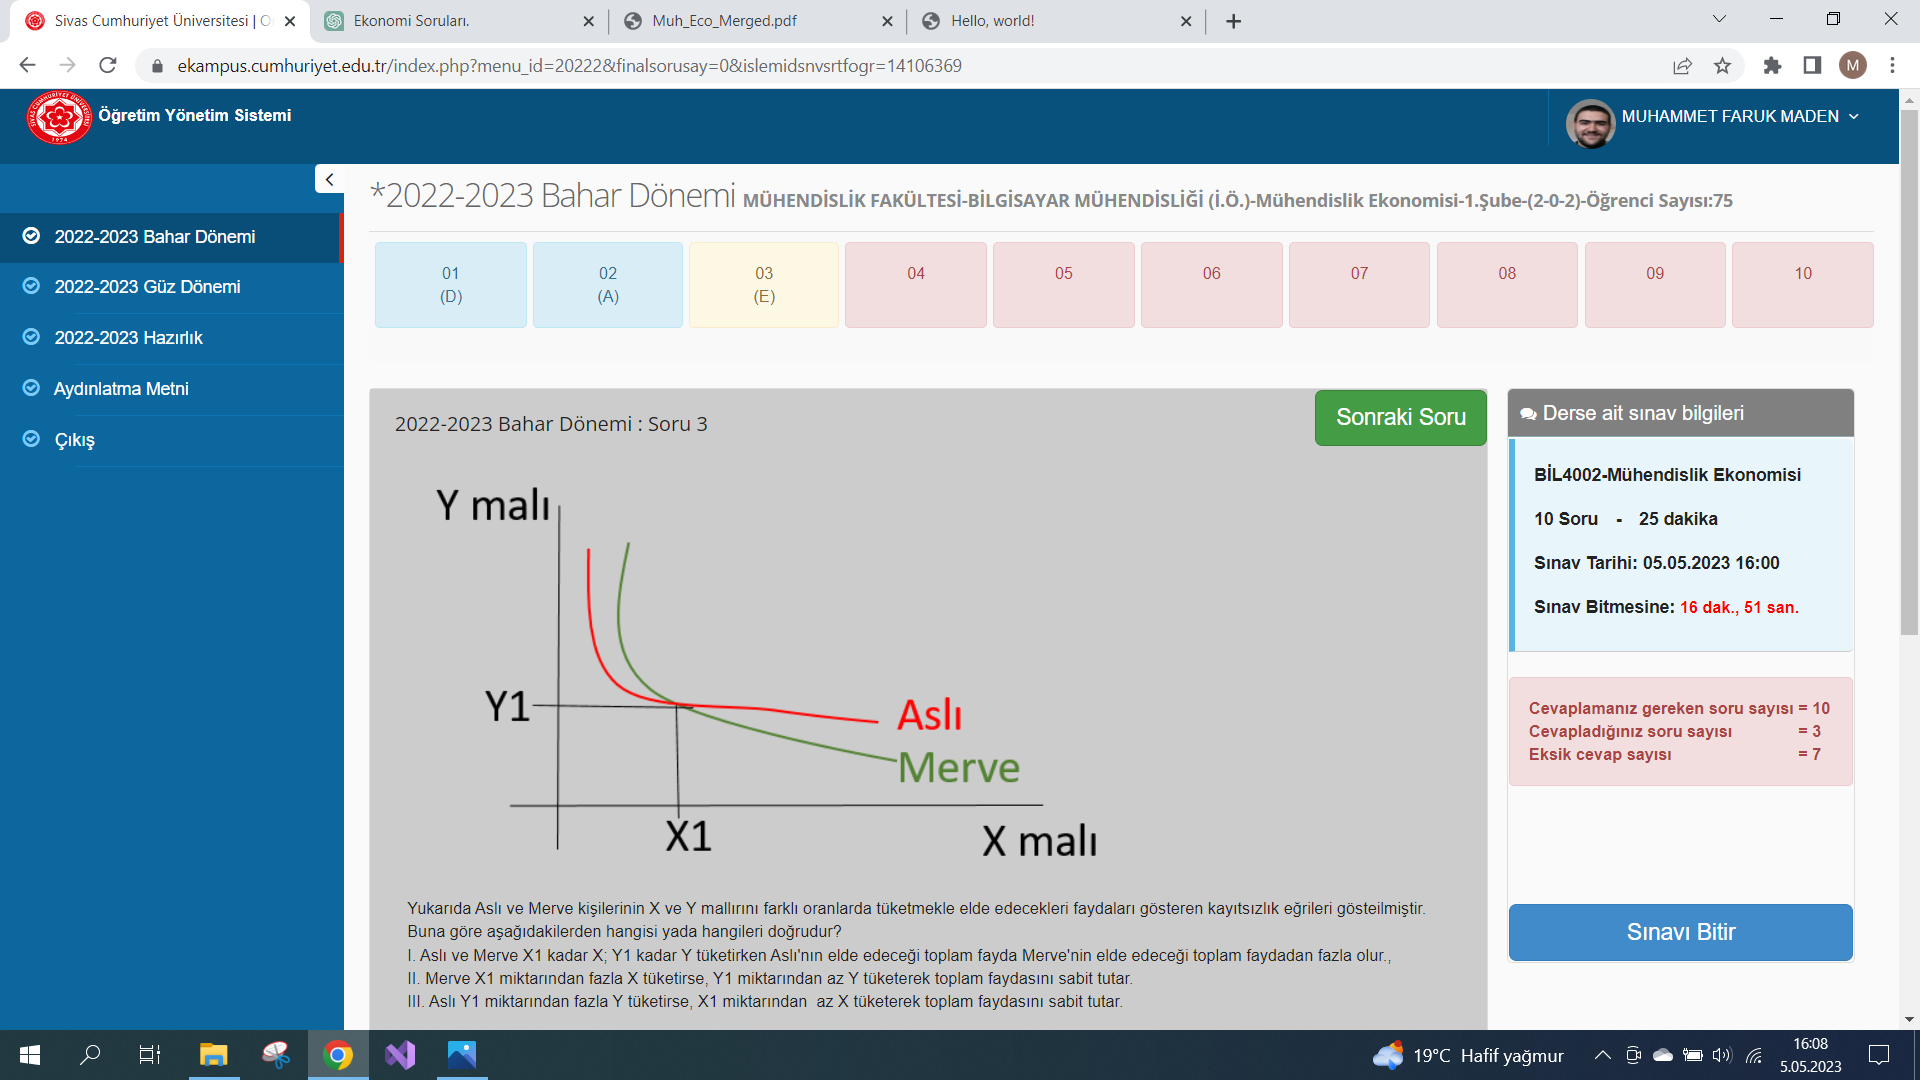 Sivas Cumhuriyet Üniversitesi | O
Ekonomi Soruları.
Muh_Eco_Merged.pdf
Hello, world!
ekampus.cumhuriyet.edu.tr/index.php?menu_id=20222&finalsorusay=0&islemidsnvsrtfogr=14106369
M
Öğretim Yönetim Sistemi
MUHAMMET FARUK MADEN
2022-2023 Bahar Dönemi
2022-2023 Güz Dönemi
2022-2023 Hazırlık
Aydınlatma Metni
Çıkış
*2022-2023 Bahar Dönemi MÜHENDİSLİK FAKÜLTESİ-BİLGİSAYAR MÜHENDİSLİĞİ (İ.Ö.)-Mühendislik Ekonomisi-1.Şube-(2-0-2)-Öğrenci Sayısı:75
01 02 03 04 05 06 07 08 09 10
(D) (A) (E)
2022-2023 Bahar Dönemi : Soru 3
Sonraki Soru
Y malı
Y1
Aslı
Merve
X1
X malı
Yukarıda Aslı ve Merve kişilerinin X ve Y mallırını farklı oranlarda tüketmekle elde edecekleri faydaları gösteren kayıtsızlık eğrileri gösteilmiştir.
Buna göre aşağıdakilerden hangisi yada hangileri doğrudur?
I. Aslı ve Merve X1 kadar X; Y1 kadar Y tüketirken Aslı'nın elde edeceği toplam fayda Merve'nin elde edeceği toplam faydadan fazla olur.,
II. Merve X1 miktarından fazla X tüketirse, Y1 miktarından az Y tüketerek toplam faydasını sabit tutar.
III. Aslı Y1 miktarından fazla Y tüketirse, X1 miktarından az X tüketerek toplam faydasını sabit tutar.
Derse ait sınav bilgileri
BİL4002-Mühendislik Ekonomisi
10 Soru - 25 dakika
Sınav Tarihi: 05.05.2023 16:00
Sınav Bitmesine: 16 dak., 51 san.
Cevaplamanız gereken soru sayısı = 10
Cevapladığınız soru sayısı = 3
Eksik cevap sayısı = 7
Sınavı Bitir
19°C Hafif yağmur
16:08
5.05.2023